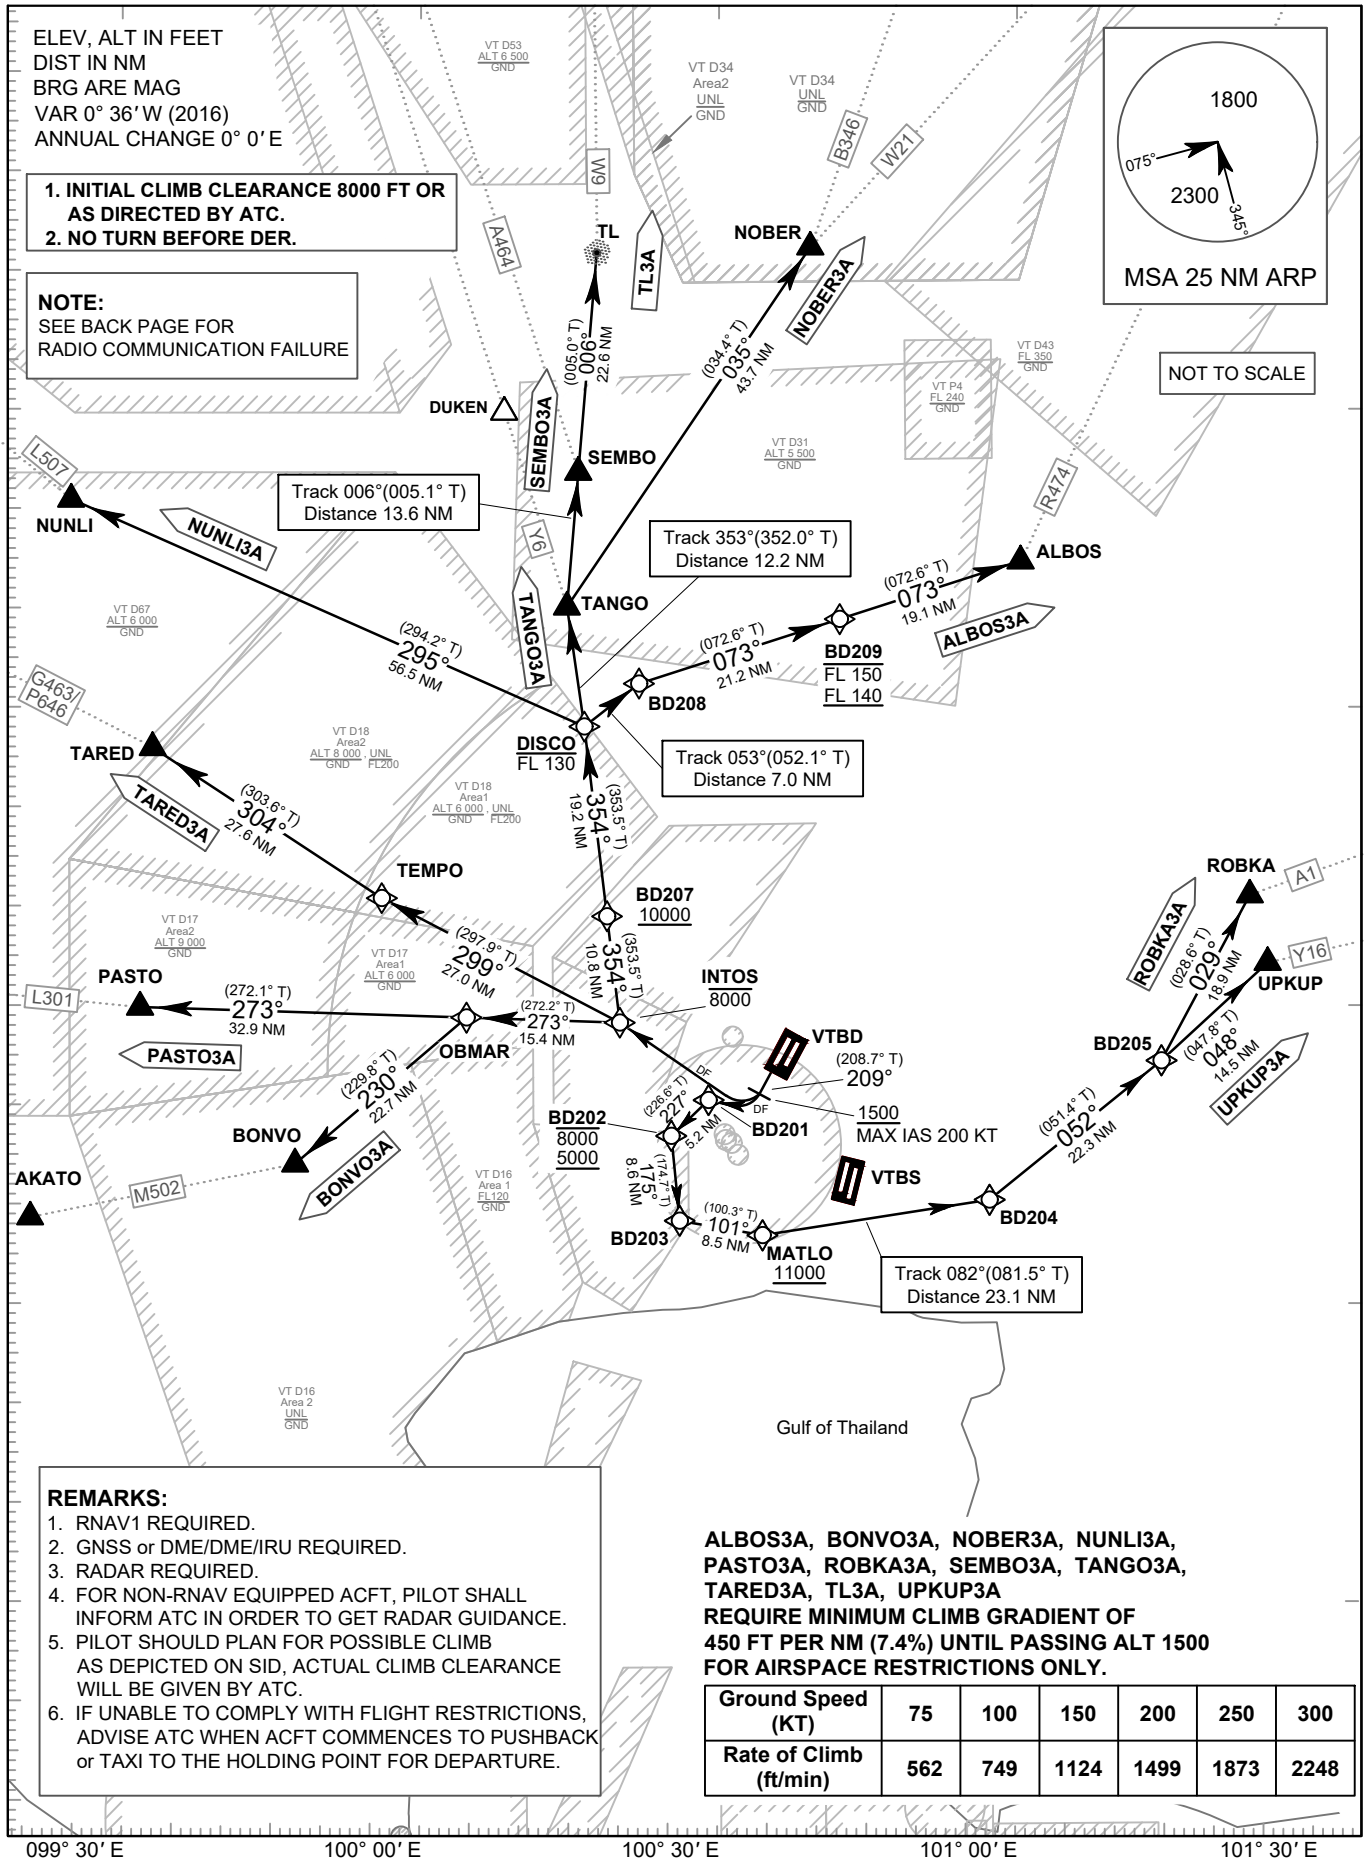 ELEV, ALT IN FEET
DIST IN NM
BRG ARE MAG
VAR 0° 36' W (2016)
ANNUAL CHANGE 0° 0' E
1. INITIAL CLIMB CLEARANCE 8000 FT OR
AS DIRECTED BY ATC.
2. NO TURN BEFORE DER.
NOTE:
SEE BACK PAGE FOR
RADIO COMMUNICATION FAILURE
VT D53
ALT 6 500
GND
VT D34
Area2
UNL
GND
VT D34
UNL
GND
1800
075°
2300
345°
MSA 25 NM ARP
NOT TO SCALE
W9
B346
W21
A464
TL
TL3A
NOBER
NOBER3A
(005.0° T)
006°
22.6 NM
(034.4° T)
035°
43.7 NM
VT D43
FL 350
GND
VT P4
FL 240
GND
VT D31
ALT 5 500
GND
DUKEN
SEMBO3A
SEMBO
L507
NUNLI
NUNLI3A
Track 006°(005.1° T)
Distance 13.6 NM
Y6
R474
Track 353°(352.0° T)
Distance 12.2 NM
ALBOS
(072.6° T)
073°
19.1 NM
ALBOS3A
TANGO
TANGO3A
VT D67
ALT 6 000
GND
(294.2° T)
295°
56.5 NM
(072.6° T)
073°
21.2 NM
BD209
FL 150
FL 140
BD208
G463/
P646
TARED
TARED3A
VT D18
Area2
ALT 8 000 , UNL
GND FL200
DISCO
FL 130
Track 053°(052.1° T)
Distance 7.0 NM
VT D18
Area1
ALT 6 000 , UNL
GND FL200
(303.6° T)
304°
27.6 NM
(353.5° T)
354°
19.2 NM
TEMPO
BD207
10000
ROBKA
A1
ROBKA3A
VT D17
Area2
ALT 9 000
GND
VT D17
Area1
ALT 6 000
GND
(297.9° T)
299°
27.0 NM
(353.5° T)
354°
10.8 NM
INTOS
8000
(028.6° T)
029°
18.9 NM
Y16
UPKUP
PASTO
L301
(272.1° T)
273°
32.9 NM
(272.2° T)
273°
15.4 NM
PASTO3A
OBMAR
VTBD
(208.7° T)
209°
BD205
(047.8° T)
048°
14.5 NM
UPKUP3A
DF
DF
(229.8° T)
230°
22.7 NM
(226.6° T)
227°
5.2 NM
BD201
1500
MAX IAS 200 KT
BD202
8000
5000
(051.4° T)
052°
22.3 NM
BONVO
BONVO3A
AKATO
M502
VT D16
Area 1
FL120
GND
(174.7° T)
175°
8.6 NM
VTBS
BD203
(100.3° T)
101°
8.5 NM
BD204
MATLO
11000
Track 082°(081.5° T)
Distance 23.1 NM
VT D16
Area 2
UNL
GND
Gulf of Thailand
REMARKS:
1. RNAV1 REQUIRED.
2. GNSS or DME/DME/IRU REQUIRED.
3. RADAR REQUIRED.
4. FOR NON-RNAV EQUIPPED ACFT, PILOT SHALL
INFORM ATC IN ORDER TO GET RADAR GUIDANCE.
5. PILOT SHOULD PLAN FOR POSSIBLE CLIMB
AS DEPICTED ON SID, ACTUAL CLIMB CLEARANCE
WILL BE GIVEN BY ATC.
6. IF UNABLE TO COMPLY WITH FLIGHT RESTRICTIONS,
ADVISE ATC WHEN ACFT COMMENCES TO PUSHBACK
or TAXI TO THE HOLDING POINT FOR DEPARTURE.
ALBOS3A, BONVO3A, NOBER3A, NUNLI3A,
PASTO3A, ROBKA3A, SEMBO3A, TANGO3A,
TARED3A, TL3A, UPKUP3A
REQUIRE MINIMUM CLIMB GRADIENT OF
450 FT PER NM (7.4%) UNTIL PASSING ALT 1500
FOR AIRSPACE RESTRICTIONS ONLY.
Ground Speed
(KT) 75 100 150 200 250 300
Rate of Climb
(ft/min) 562 749 1124 1499 1873 2248
099° 30' E 100° 00' E 100° 30' E 101° 00' E 101° 30' E